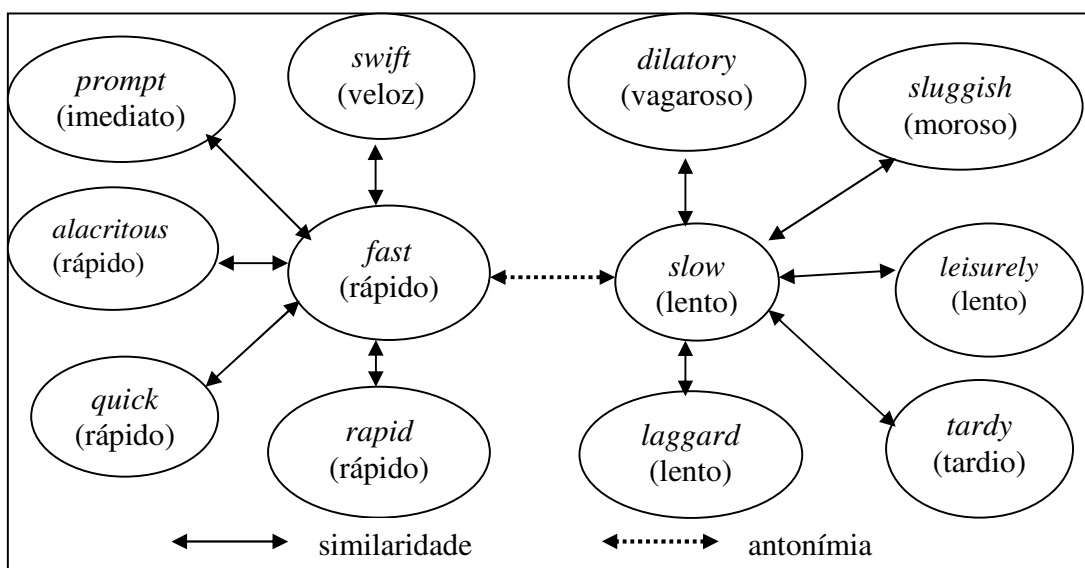 prompt
(imediato)
swift
(veloz)
dilatory
(vagaroso)
sluggish
(moroso)
alacritous
(rápido)
fast
(rápido)
slow
(lento)
leisurely
(lento)
quick
(rápido)
rapid
(rápido)
laggard
(lento)
tardy
(tardio)
similaridade
antonímia